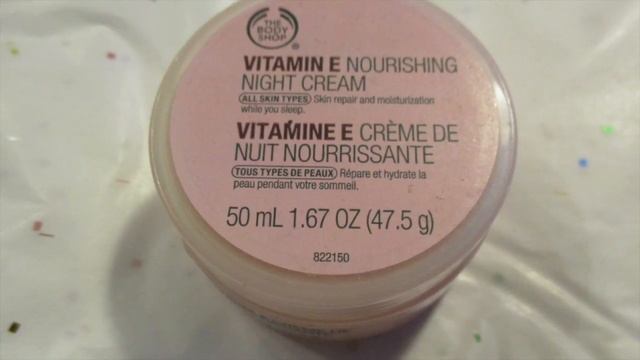 THE
BODY
SHOP
®
VITAMIN E NOURISHING
NIGHT CREAM
ALL SKIN TYPES Skin repair and moisturization
while you sleep.
VITAMINE E CRÈME DE
NUIT NOURRISSANTE
TOUS TYPES DE PEAUX Répare et hydrate la
peau pendant votre sommeil.
50 mL 1.67 OZ (47.5 g)
822150